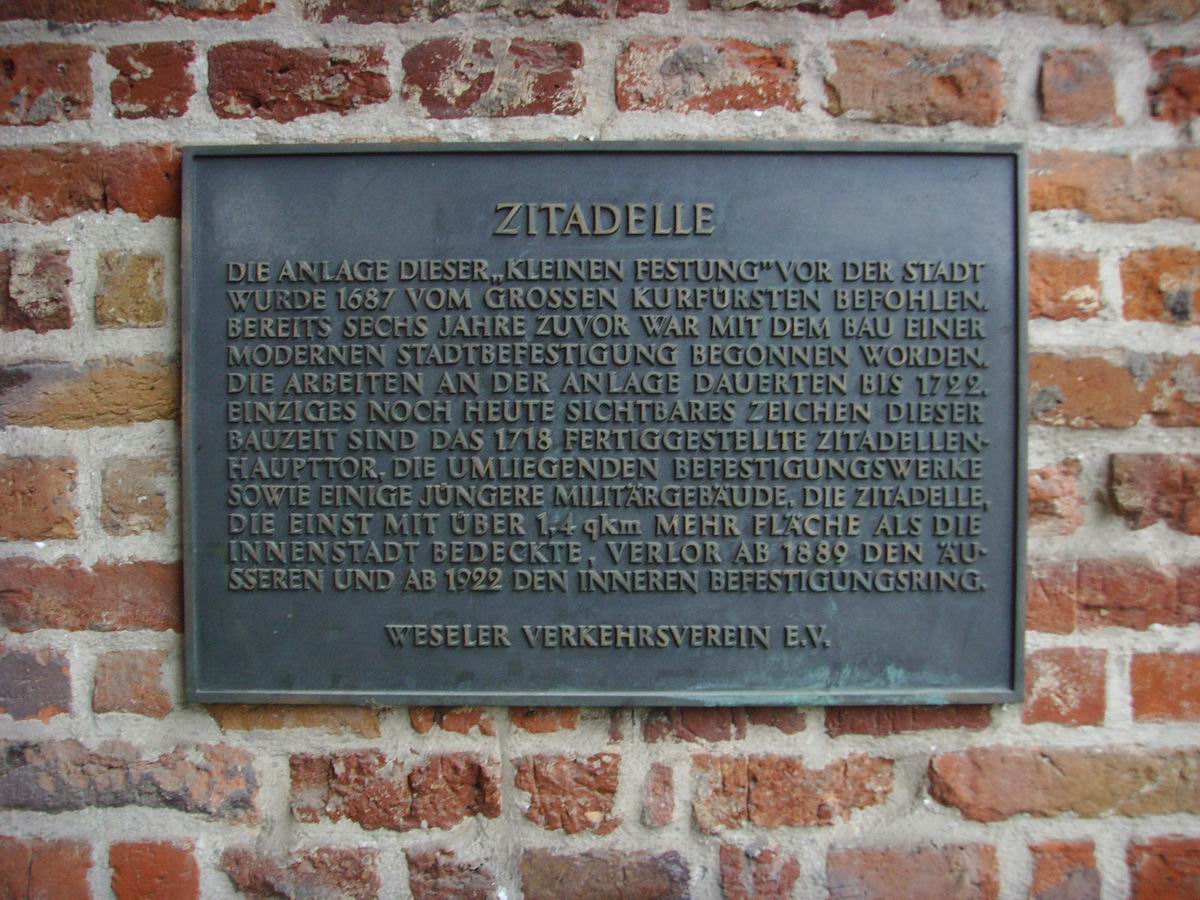 ZITADELLE
DIE ANLAGE DIESER „KLEINEN FESTUNG" VOR DER STADT
WURDE 1687 VOM GROSSEN KURFÜRSTEN BEFOHLEN.
BEREITS SECHS JAHRE ZUVOR WAR MIT DEM BAU EINER
MODERNEN STADTBEFESTIGUNG BEGONNEN WORDEN.
DIE ARBEITEN AN DER ANLAGE DAUERTEN BIS 1722.
EINZIGES NOCH HEUTE SICHTBARES ZEICHEN DIESER
BAUZEIT SIND DAS 1718 FERTIGGESTELLTE ZITADELLEN-
HAUPTTOR, DIE UMLIEGENDEN BEFESTIGUNGSWERKE
SOWIE EINIGE JÜNGERE MILITÄRGEBÄUDE. DIE ZITADELLE,
DIE EINST MIT ÜBER 1,4 qkm MEHR FLÄCHE ALS DIE
INNENSTADT BEDECKTE, VERLOR AB 1889 DEN ÄU-
SSEREN UND AB 1922 DEN INNEREN BEFESTIGUNGSRING.
WESELER VERKEHRSVEREIN E.V.